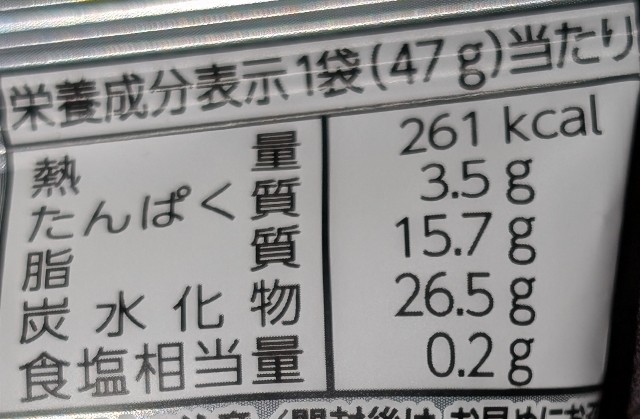 栄養成分表示1袋(47g)当たり
熱量 261 kcal
たんぱく質 3.5 g
脂質 15.7 g
炭水化物 26.5 g
食塩相当量 0.2 g